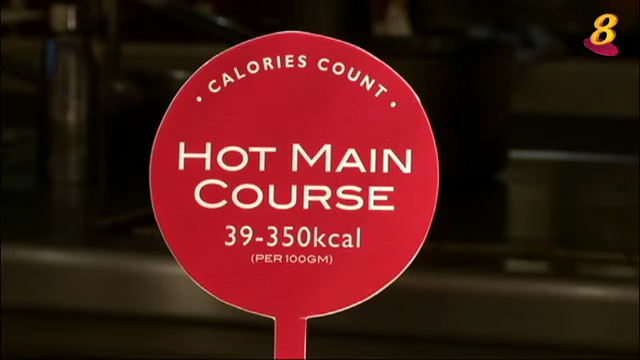 8
• CALORIES COUNT •
HOT MAIN
COURSE
39-350kcal
(PER 100GM)